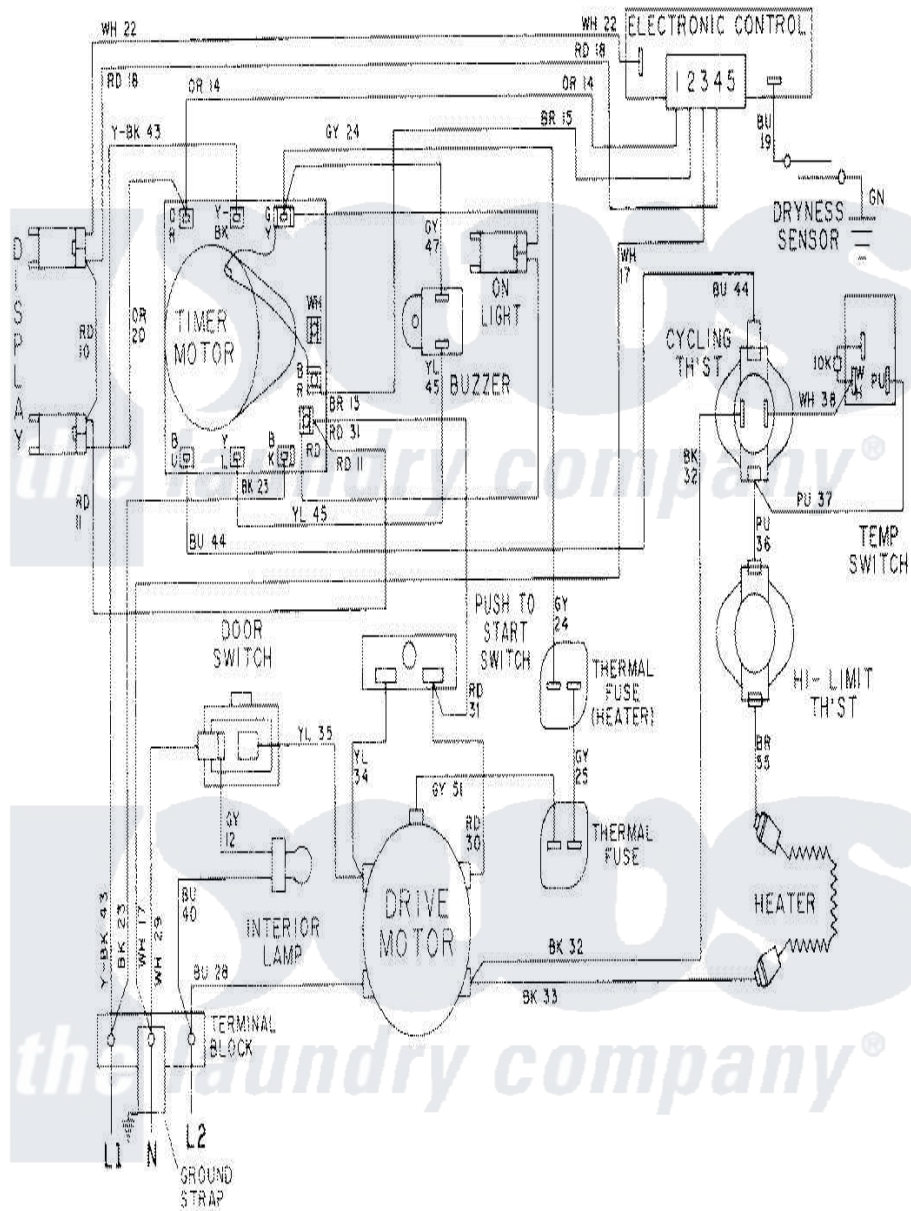 WH 22
WH 22
ELECTRONIC CONTROL
RD 18
RD 18
OR 14
OR 14
1 2 3 4 5
Y-BK 43
GY 24
BR 15
BU
19
GN
DRYNESS
SENSOR
O
R
Y-
BK
G
Y
GY
47
WH
17
DISPLAY
OR
20
RD
10
TIMER
MOTOR
WH
ON
LIGHT
BU 44
CYCLING
TH'ST
10K
W
H
PU
BUZZER
YL
45
B
R
BR 15
WH 38
RD 31
RD
RD 11
B
U
Y
L
B
K
BK 23
BK
32
RD
11
YL 45
PU 37
BU 44
PU
36
TEMP
SWITCH
the laundry company®
DOOR
SWITCH
PUSH TO
START
SWITCH
GY
24
THERMAL
FUSE
(HEATER)
HI-LIMIT
TH'ST
RD
31
YL 35
YL
34
GY
25
BR
35
GY 51
RD
30
GY
12
THERMAL
FUSE
HEATER
BU
40
INTERIOR
LAMP
DRIVE
MOTOR
Y-BK 43
BK 23
WH 17
WH 29
BU 28
BK 32
BK 33
TERMINAL
BLOCK
the laundry company®
L1
N
L2
GROUND
STRAP